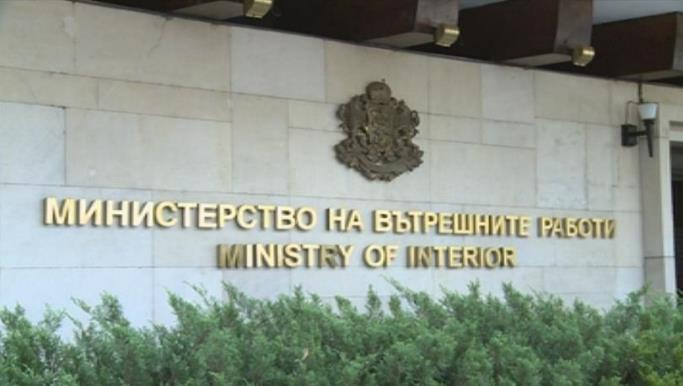 МИНИСТЕРСТВО НА ВЪТРЕШНИТЕ РАБОТИ
MINISTRY OF INTERIOR